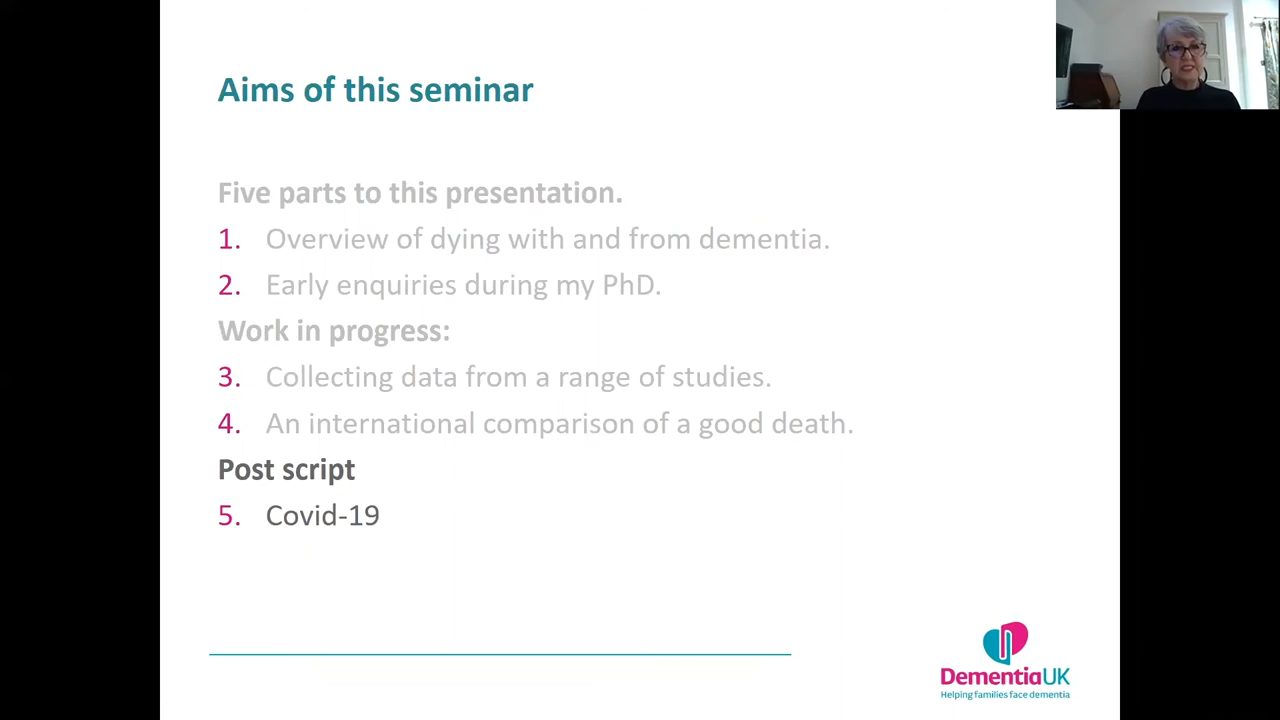 Aims of this seminar
Five parts to this presentation.
1. Overview of dying with and from dementia.
2. Early enquiries during my PhD.
Work in progress:
3. Collecting data from a range of studies.
4. An international comparison of a good death.
Post script
5. Covid-19
DementiaUK
Helping families face dementia